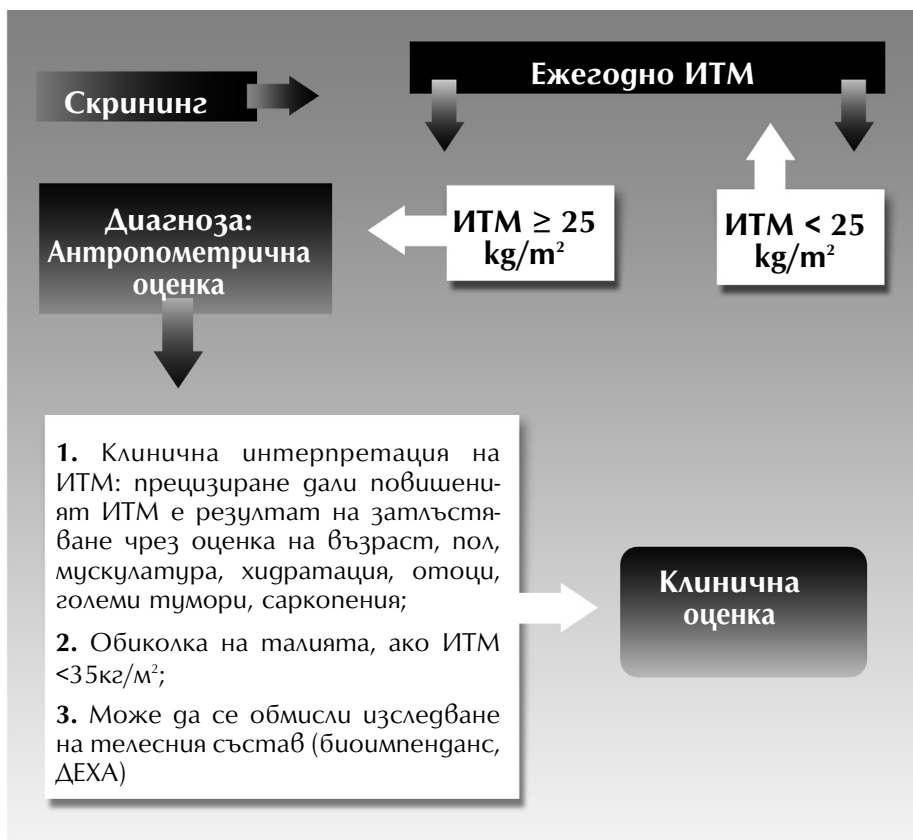 Скрининг
Ежегодно ИТМ
Диагноза:
Антропометрична
оценка
ИТМ ≥ 25
kg/m²
ИТМ < 25
kg/m²
1. Клинична интерпретация на
ИТМ: прецизиране дали повишени-
ят ИТМ е резултат на затлъстя-
ване чрез оценка на възраст, пол,
мускулатура, хидратация, отоци,
големи тумори, саркопения;
2. Обиколка на талията, ако ИТМ
<35кг/м²;
3. Може да се обмисли изследване
на телесния състав (биоимпенданс,
ДЕХА)
Клинична
оценка